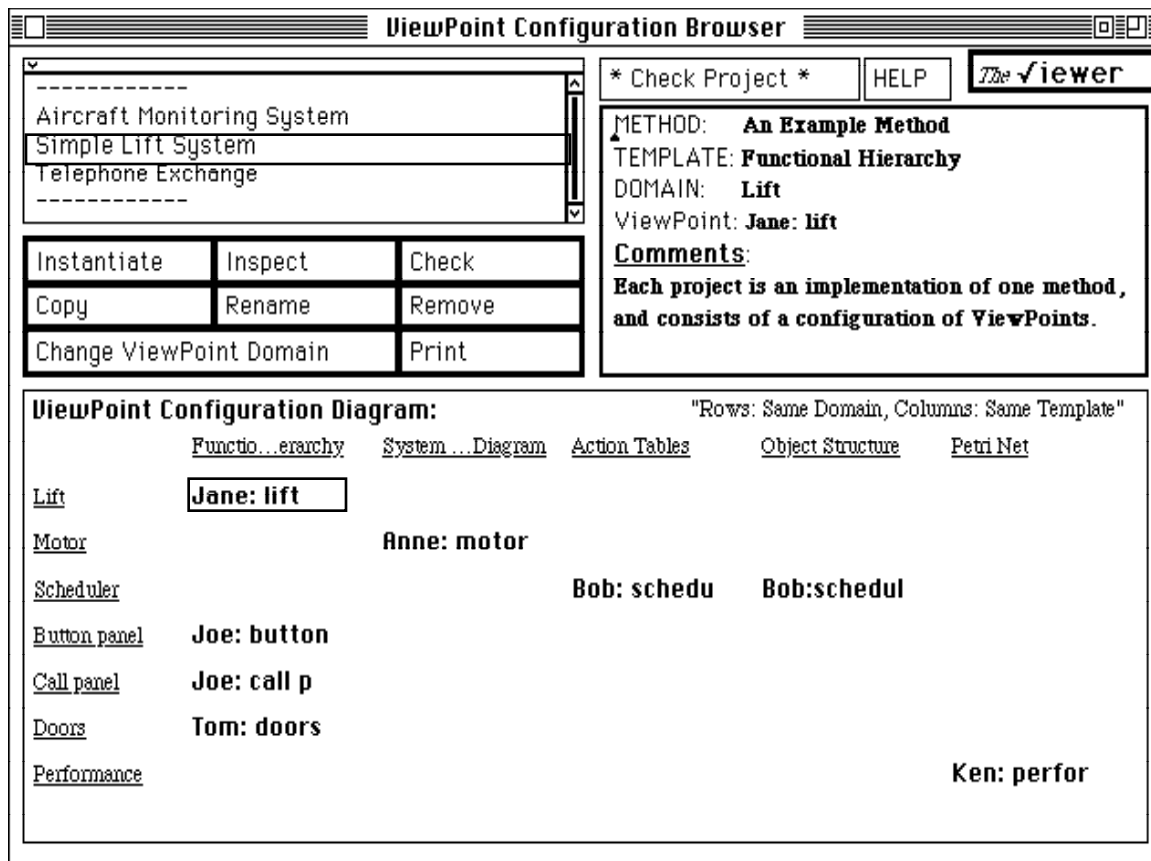 ViewPoint Configuration Browser
------------
Aircraft Monitoring System
Simple Lift System
Telephone Exchange
------------
* Check Project * HELP The √iewer
METHOD: An Example Method
TEMPLATE: Functional Hierarchy
DOMAIN: Lift
ViewPoint: Jane: lift
Comments:
Each project is an implementation of one method,
and consists of a configuration of ViewPoints.
Instantiate Inspect Check
Copy Rename Remove
Change ViewPoint Domain Print
ViewPoint Configuration Diagram: "Rows: Same Domain, Columns: Same Template"
Functio...erarchy System ...Diagram Action Tables Object Structure Petri Net
Lift Jane: lift
Motor Anne: motor
Scheduler Bob: schedu Bob:schedul
Button panel Joe: button
Call panel Joe: call p
Doors Tom: doors
Performance Ken: perfor